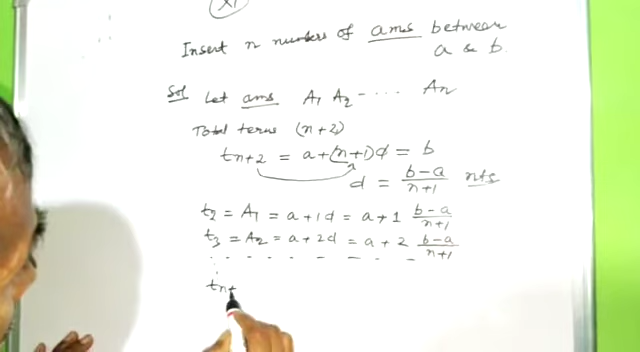 XI
Insert n numbers of ams between
a & b.
Sol Let ams A1 A2 - .... An
Total terms (n+2)
tn+2 = a+(n+1)d = b
d = b-a/n+1 nts
t2 = A1 = a+1d = a+1 b-a/n+1
t3 = A2 = a+2d = a+2 b-a/n+1
tn+